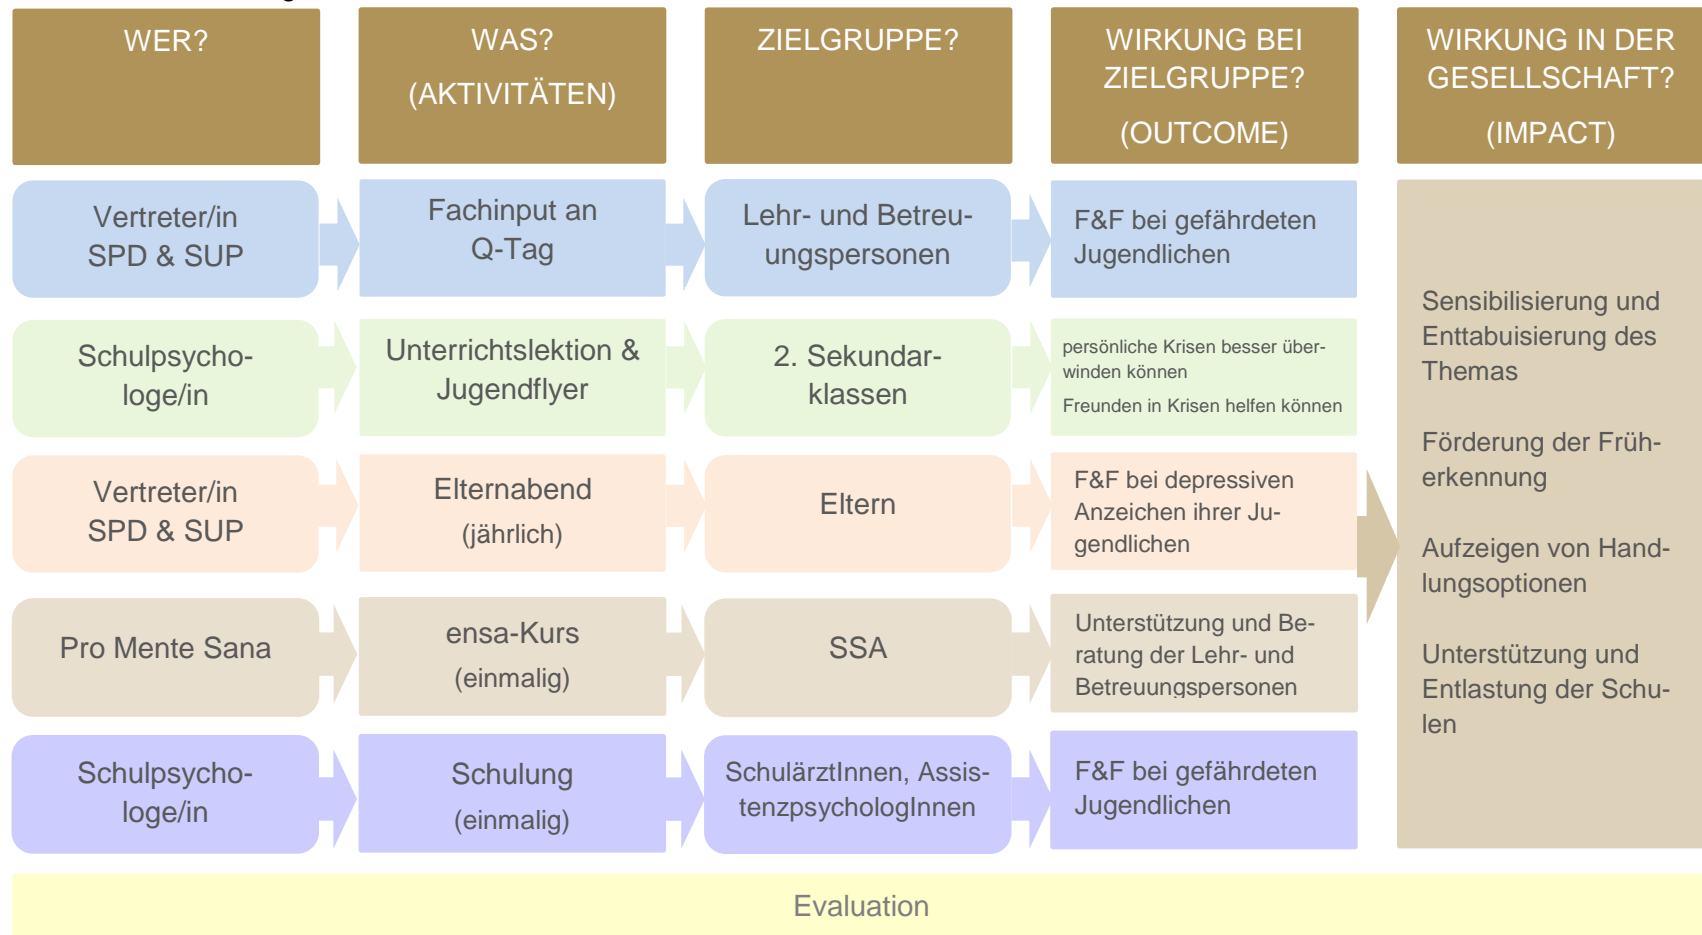 WER?
WAS?
(AKTIVITÄTEN)
ZIELGRUPPE?
WIRKUNG BEI
ZIELGRUPPE?
(OUTCOME)
WIRKUNG IN DER
GESELLSCHAFT?
(IMPACT)
Vertreter/in
SPD & SUP
Fachinput an
Q-Tag
Lehr- und Betreu-
ungspersonen
F&F bei gefährdeten
Jugendlichen
Schulpsycho-
loge/in
Unterrichtslektion &
Jugendflyer
2. Sekundar-
klassen
persönliche Krisen besser über-
winden können
Freunden in Krisen helfen können
Vertreter/in
SPD & SUP
Elternabend
(jährlich)
Eltern
F&F bei depressiven
Anzeichen ihrer Ju-
gendlichen
Pro Mente Sana
ensa-Kurs
(einmalig)
SSA
Unterstützung und Be-
ratung der Lehr- und
Betreuungspersonen
Schulpsycho-
loge/in
Schulung
(einmalig)
SchulärztInnen, Assis-
tenzpsychologInnen
F&F bei gefährdeten
Jugendlichen
Sensibilisierung und
Enttabuisierung des
Themas
Förderung der Früh-
erkennung
Aufzeigen von Hand-
lungsoptionen
Unterstützung und
Entlastung der Schu-
len
Evaluation